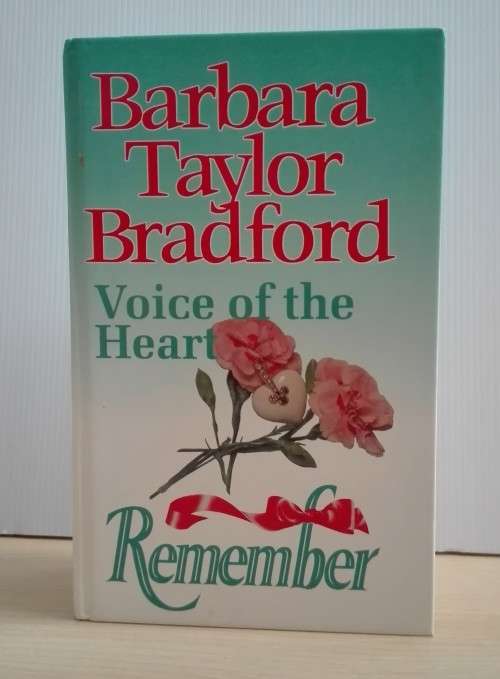 Barbara
Taylor
Bradford
Voice of the
Heart
Remember